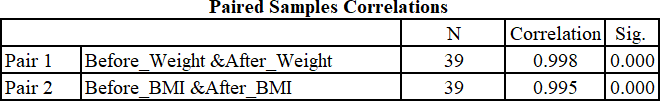 Paired Samples Correlations
N Correlation Sig.
Pair 1 Before_Weight &After_Weight 39 0.998 0.000
Pair 2 Before_BMI &After_BMI 39 0.995 0.000